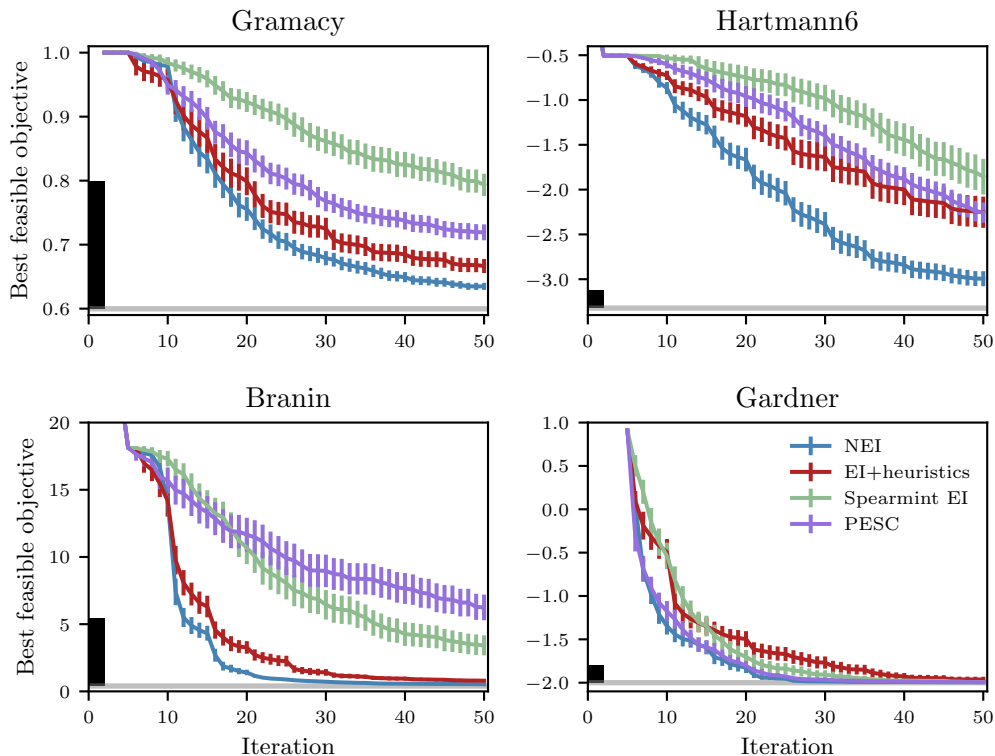 Gramacy
Best feasible objective
1.0
0.9
0.8
0.7
0.6
0 10 20 30 40 50
Hartmann6
−0.5
−1.0
−1.5
−2.0
−2.5
−3.0
0 10 20 30 40 50
Branin
Best feasible objective
20
15
10
5
0
0 10 20 30 40 50
Iteration
Gardner
1.0
0.5
0.0
−0.5
−1.0
−1.5
−2.0
NEI
EI+heuristics
Spearmint EI
PESC
0 10 20 30 40 50
Iteration